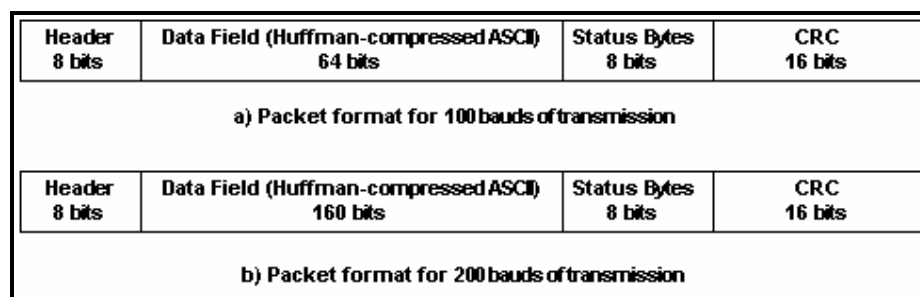 Header Data Field (Huffman-compressed ASCII) Status Bytes CRC
8 bits 64 bits 8 bits 16 bits
a) Packet format for 100 bauds of transmission
Header Data Field (Huffman-compressed ASCII) Status Bytes CRC
8 bits 160 bits 8 bits 16 bits
b) Packet format for 200 bauds of transmission